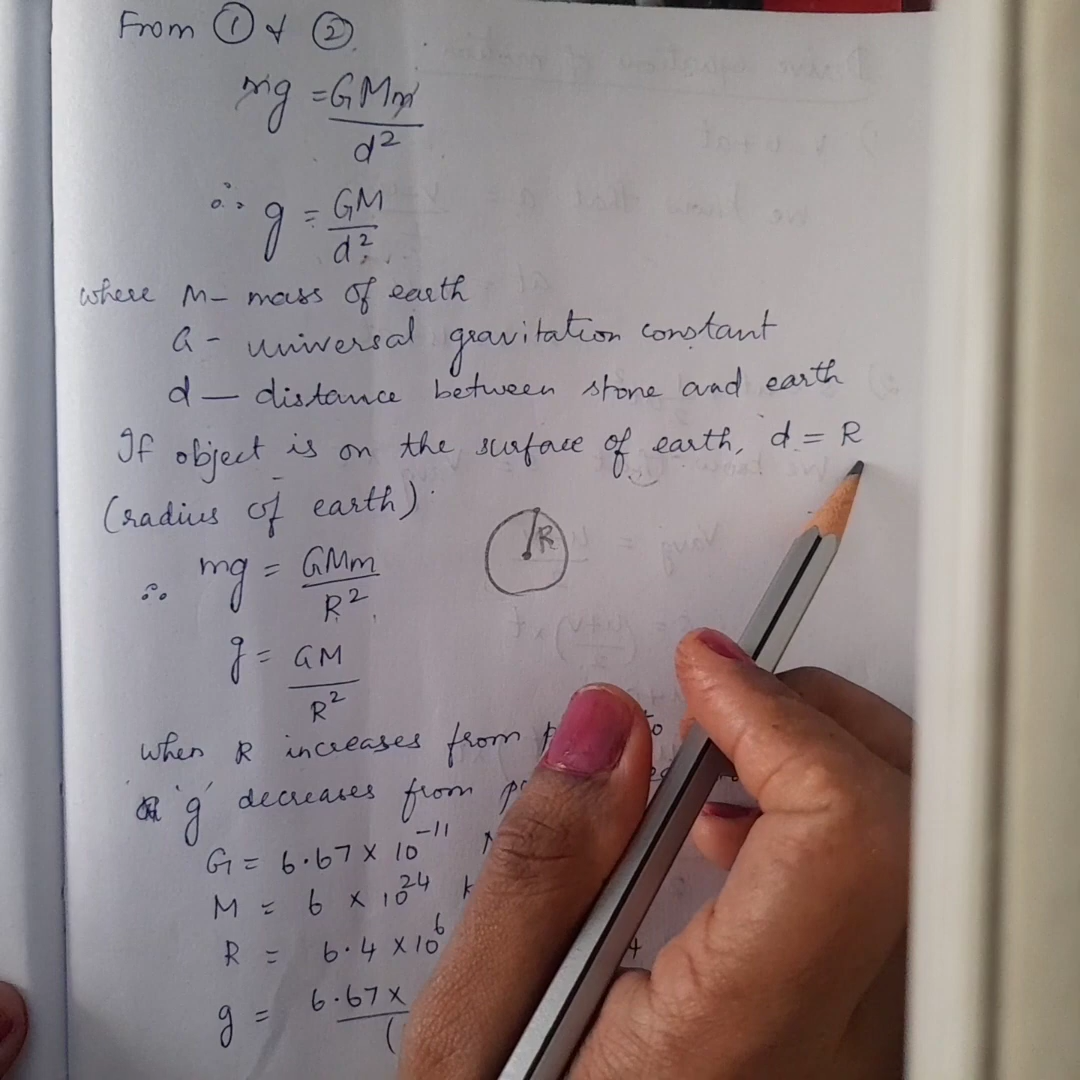 From ① & ②
mg = GMm
d²
∴ g = GM
d²
where M- mass of earth
G - universal gravitation constant
d — distance between stone and earth
If object is on the surface of earth, d = R
(radius of earth).
R
∴ mg = GMm
R²
g = GM
R²
when R increases from to
'g' decreases from
G = 6.67 × 10⁻¹¹
M = 6 × 10²⁴
R = 6.4 × 10⁶
g = 6.67 ×
(